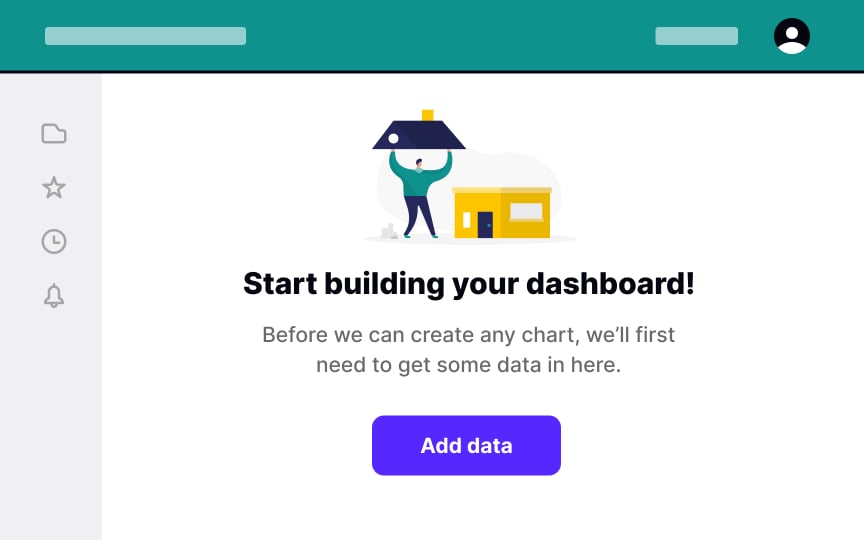 Start building your dashboard!
Before we can create any chart, we’ll first
need to get some data in here.
Add data